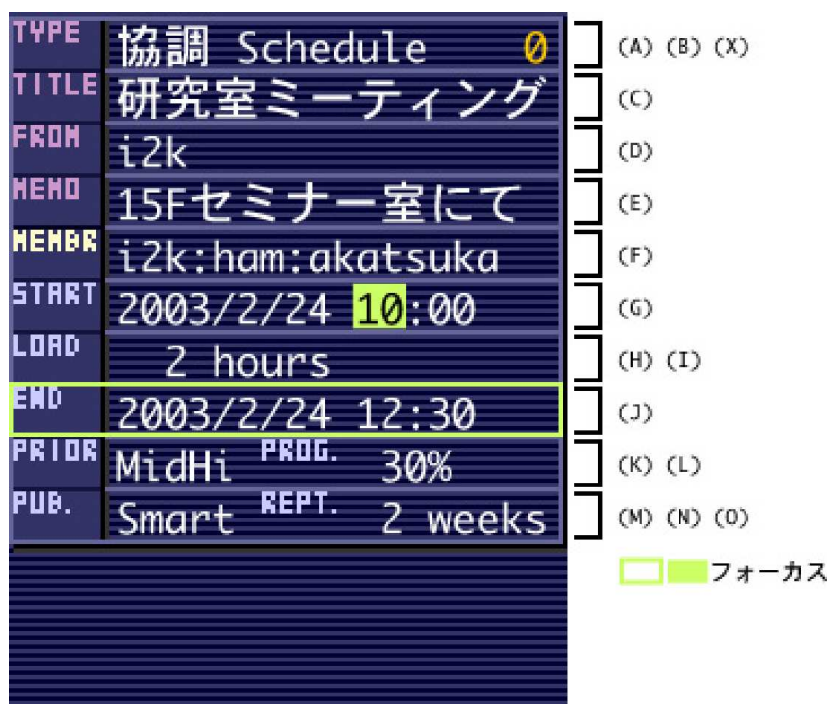 TYPE 協調 Schedule 0 (A) (B) (X)
TITLE 研究室ミーティング (C)
FROM i2k (D)
MEMO 15Fセミナー室にて (E)
MEMBR i2k:ham:akatsuka (F)
START 2003/2/24 10:00 (G)
LOAD 2 hours (H) (I)
END 2003/2/24 12:30 (J)
PRIOR MidHi PROG. 30% (K) (L)
PUB. Smart REPT. 2 weeks (M) (N) (O)
フォーカス